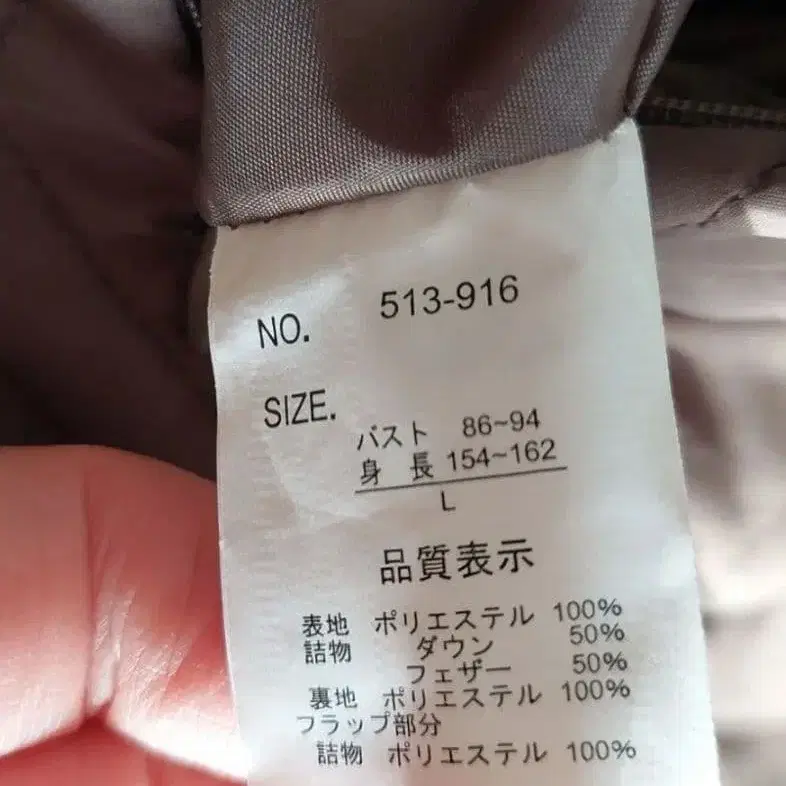 NO. 513-916
SIZE.
バスト 86~94
身 長 154~162
L
品質表示
表地 ポリエステル 100%
詰物 ダウン 50%
フェザー 50%
裏地 ポリエステル 100%
フラップ部分
詰物 ポリエステル 100%